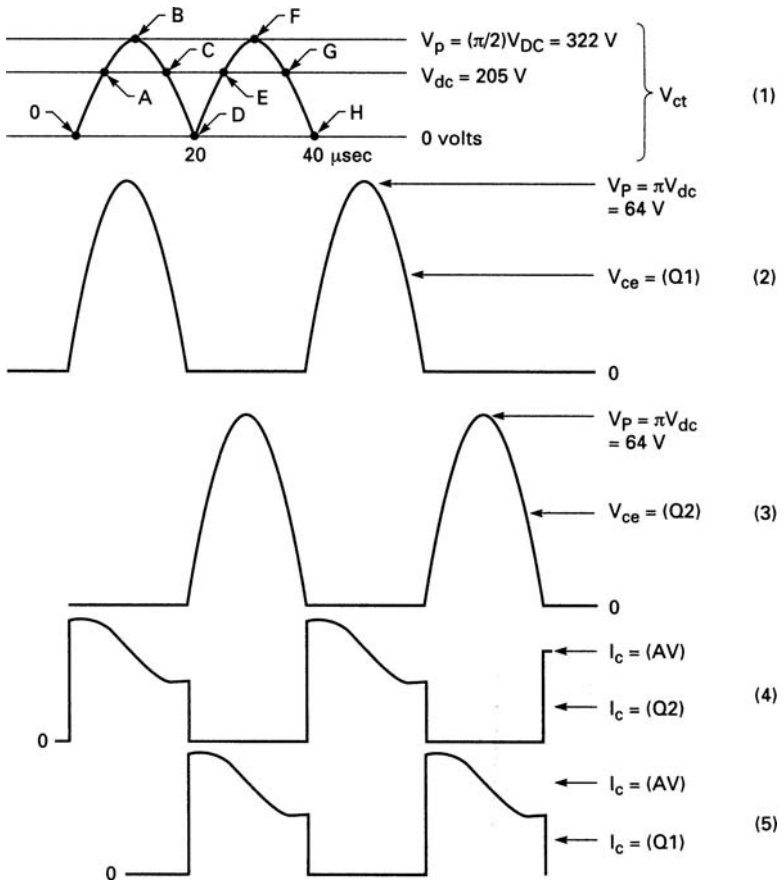 B
F
V_p = (π/2)V_DC = 322 V
C
G
V_dc = 205 V
0
A
E
V_ct
(1)
D
H
0 volts
20
40 μsec
V_P = πV_dc
= 64 V
V_ce = (Q1)
(2)
0
V_P = πV_dc
= 64 V
V_ce = (Q2)
(3)
0
I_c = (AV)
I_c = (Q2)
(4)
0
I_c = (AV)
I_c = (Q1)
(5)
0